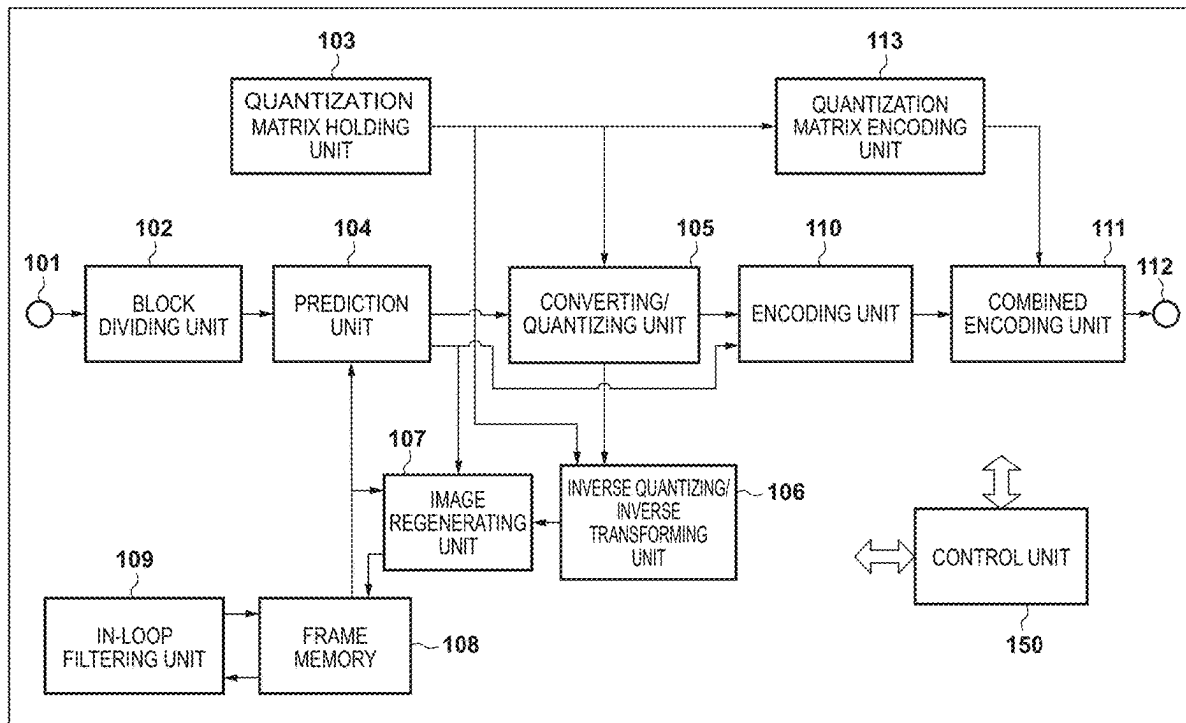 103
QUANTIZATION
MATRIX HOLDING
UNIT
113
QUANTIZATION
MATRIX ENCODING
UNIT
101
102
BLOCK
DIVIDING UNIT
104
PREDICTION
UNIT
105
CONVERTING/
QUANTIZING UNIT
110
ENCODING UNIT
111
COMBINED
ENCODING UNIT
112
107
IMAGE
REGENERATING
UNIT
INVERSE QUANTIZING/
INVERSE
TRANSFORMING
UNIT
106
CONTROL UNIT
150
109
IN-LOOP
FILTERING UNIT
FRAME
MEMORY
108